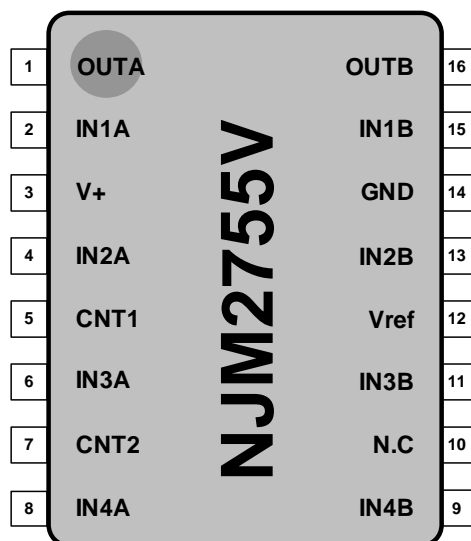 1 OUTA OUTB 16
2 IN1A IN1B 15
3 V+ GND 14
4 IN2A IN2B 13
5 CNT1 Vref 12
6 IN3A IN3B 11
7 CNT2 N.C 10
8 IN4A IN4B 9
NJM2755V